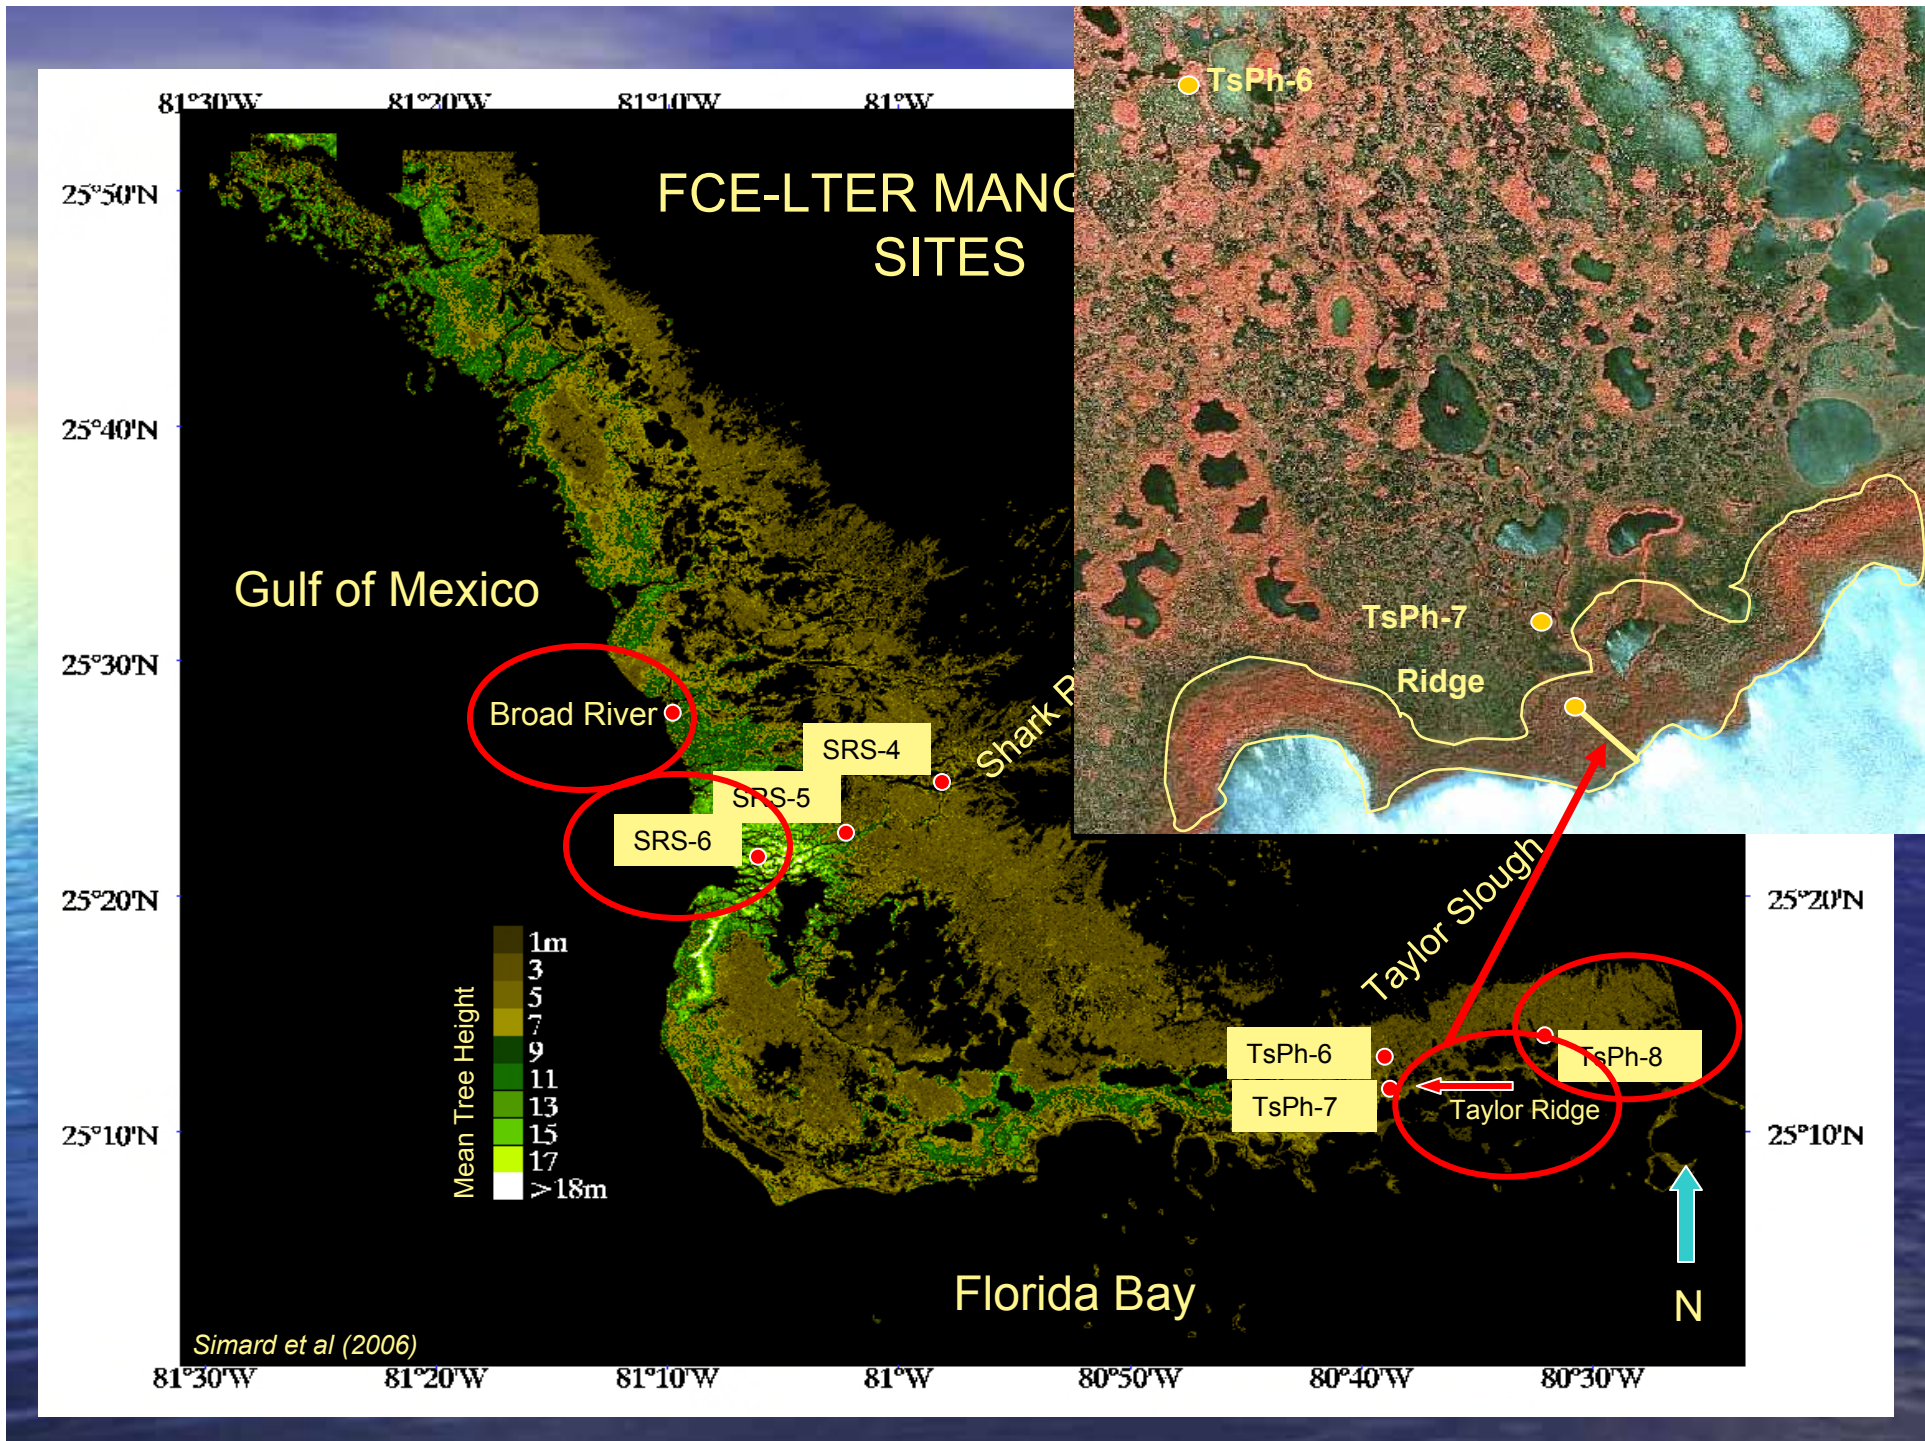 81°30'W 81°20'W 81°10'W 81°W
TsPh-6
25°50'N
FCE-LTER MANG
SITES
25°40'N
Gulf of Mexico
TsPh-7
Ridge
25°30'N
Broad River
Shark R
SRS-4
SRS-5
SRS-6
25°20'N
25°20'N
Taylor Slough
Mean Tree Height
1m
3
5
7
9
11
13
15
17
>18m
TsPh-6
TsPh-8
TsPh-7
Taylor Ridge
25°10'N
25°10'N
Florida Bay
N
Simard et al (2006)
81°30'W 81°20'W 81°10'W 81°W 80°50'W 80°40'W 80°30'W